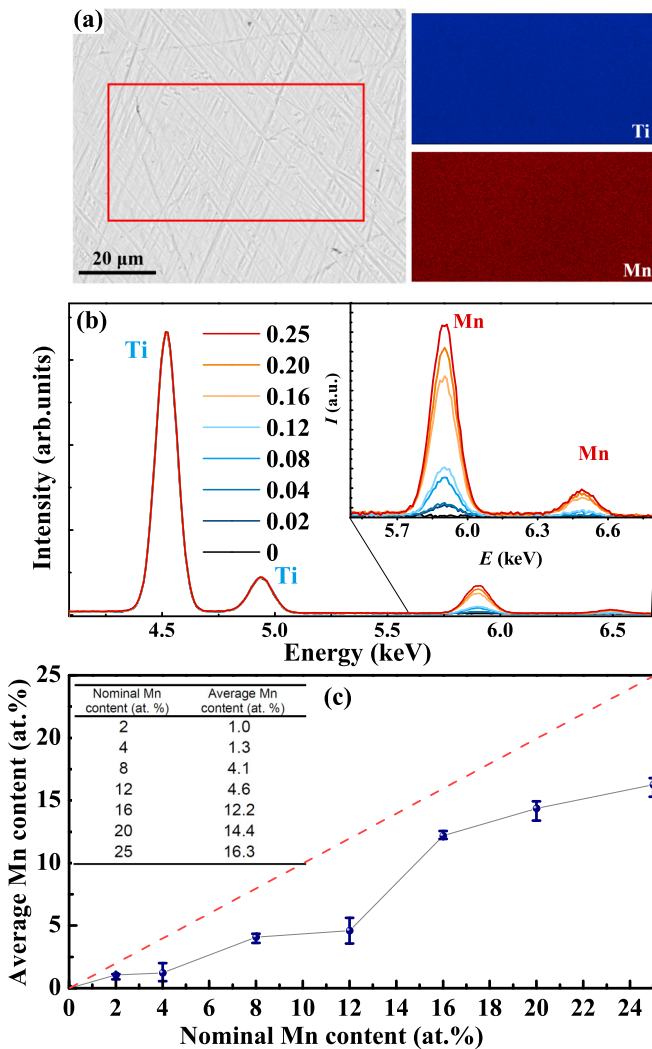 (a)
Ti
Mn
20 μm
(b)
Ti
Ti
0.25
0.20
0.16
0.12
0.08
0.04
0.02
0
Mn
Mn
I (a.u.)
5.7 6.0 6.3 6.6
E (keV)
Intensity (arb.units)
4.5 5.0 5.5 6.0 6.5
Energy (keV)
(c)
Nominal Mn content (at. %) Average Mn content (at. %)
2 1.0
4 1.3
8 4.1
12 4.6
16 12.2
20 14.4
25 16.3
25
20
15
10
5
0
Average Mn content (at.%)
0 2 4 6 8 10 12 14 16 18 20 22 24
Nominal Mn content (at.%)